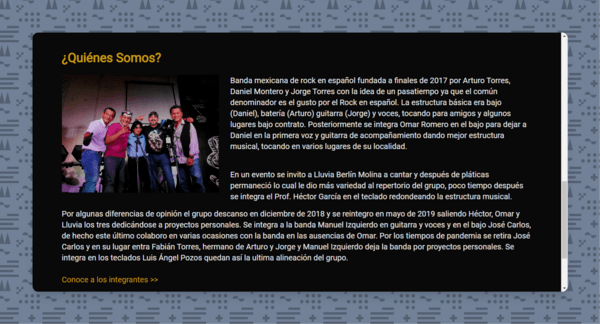 ¿Quiénes Somos?
Banda mexicana de rock en español fundada a finales de 2017 por Arturo Torres,
Daniel Montero y Jorge Torres con la idea de un pasatiempo ya que el común
denominador es el gusto por el Rock en español. La estructura básica era bajo
(Daniel), batería (Arturo) guitarra (Jorge) y voces, tocando para amigos y algunos
lugares bajo contrato. Posteriormente se integra Omar Romero en el bajo para dejar a
Daniel en la primera voz y guitarra de acompañamiento dando mejor estructura
musical, tocando en varios lugares de su localidad.
En un evento se invito a Lluvia Berlín Molina a cantar y después de pláticas
permaneció lo cual le dio más variedad al repertorio del grupo, poco tiempo después
se integra el Prof. Héctor García en el teclado redondeando la estructura musical.
Por algunas diferencias de opinión el grupo descanso en diciembre de 2018 y se reintegro en mayo de 2019 saliendo Héctor, Omar y
Lluvia los tres dedicándose a proyectos personales. Se integra a la banda Manuel Izquierdo en guitarra y voces y en el bajo José Carlos,
de hecho este último colaboro en varias ocasiones con la banda en las ausencias de Omar. Por los tiempos de pandemia se retira José
Carlos y en su lugar entra Fabián Torres, hermano de Arturo y Jorge y Manuel Izquierdo deja la banda por proyectos personales. Se
integra en los teclados Luis Ángel Pozos quedan así la ultima alineación del grupo.
Conoce a los integrantes >>